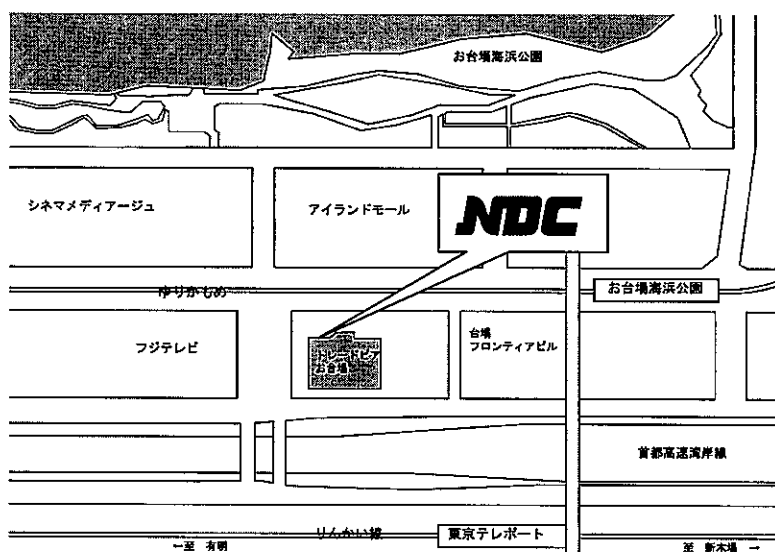 お台場海浜公園
シネマメディアージュ
アイランドモール
NDC
ゆりかもめ
お台場海浜公園
フジテレビ
トレードピア
お台場
台場
フロンティアビル
首都高速湾岸線
りんかい線
東京テレポート
←至 有明
至 新木場 →